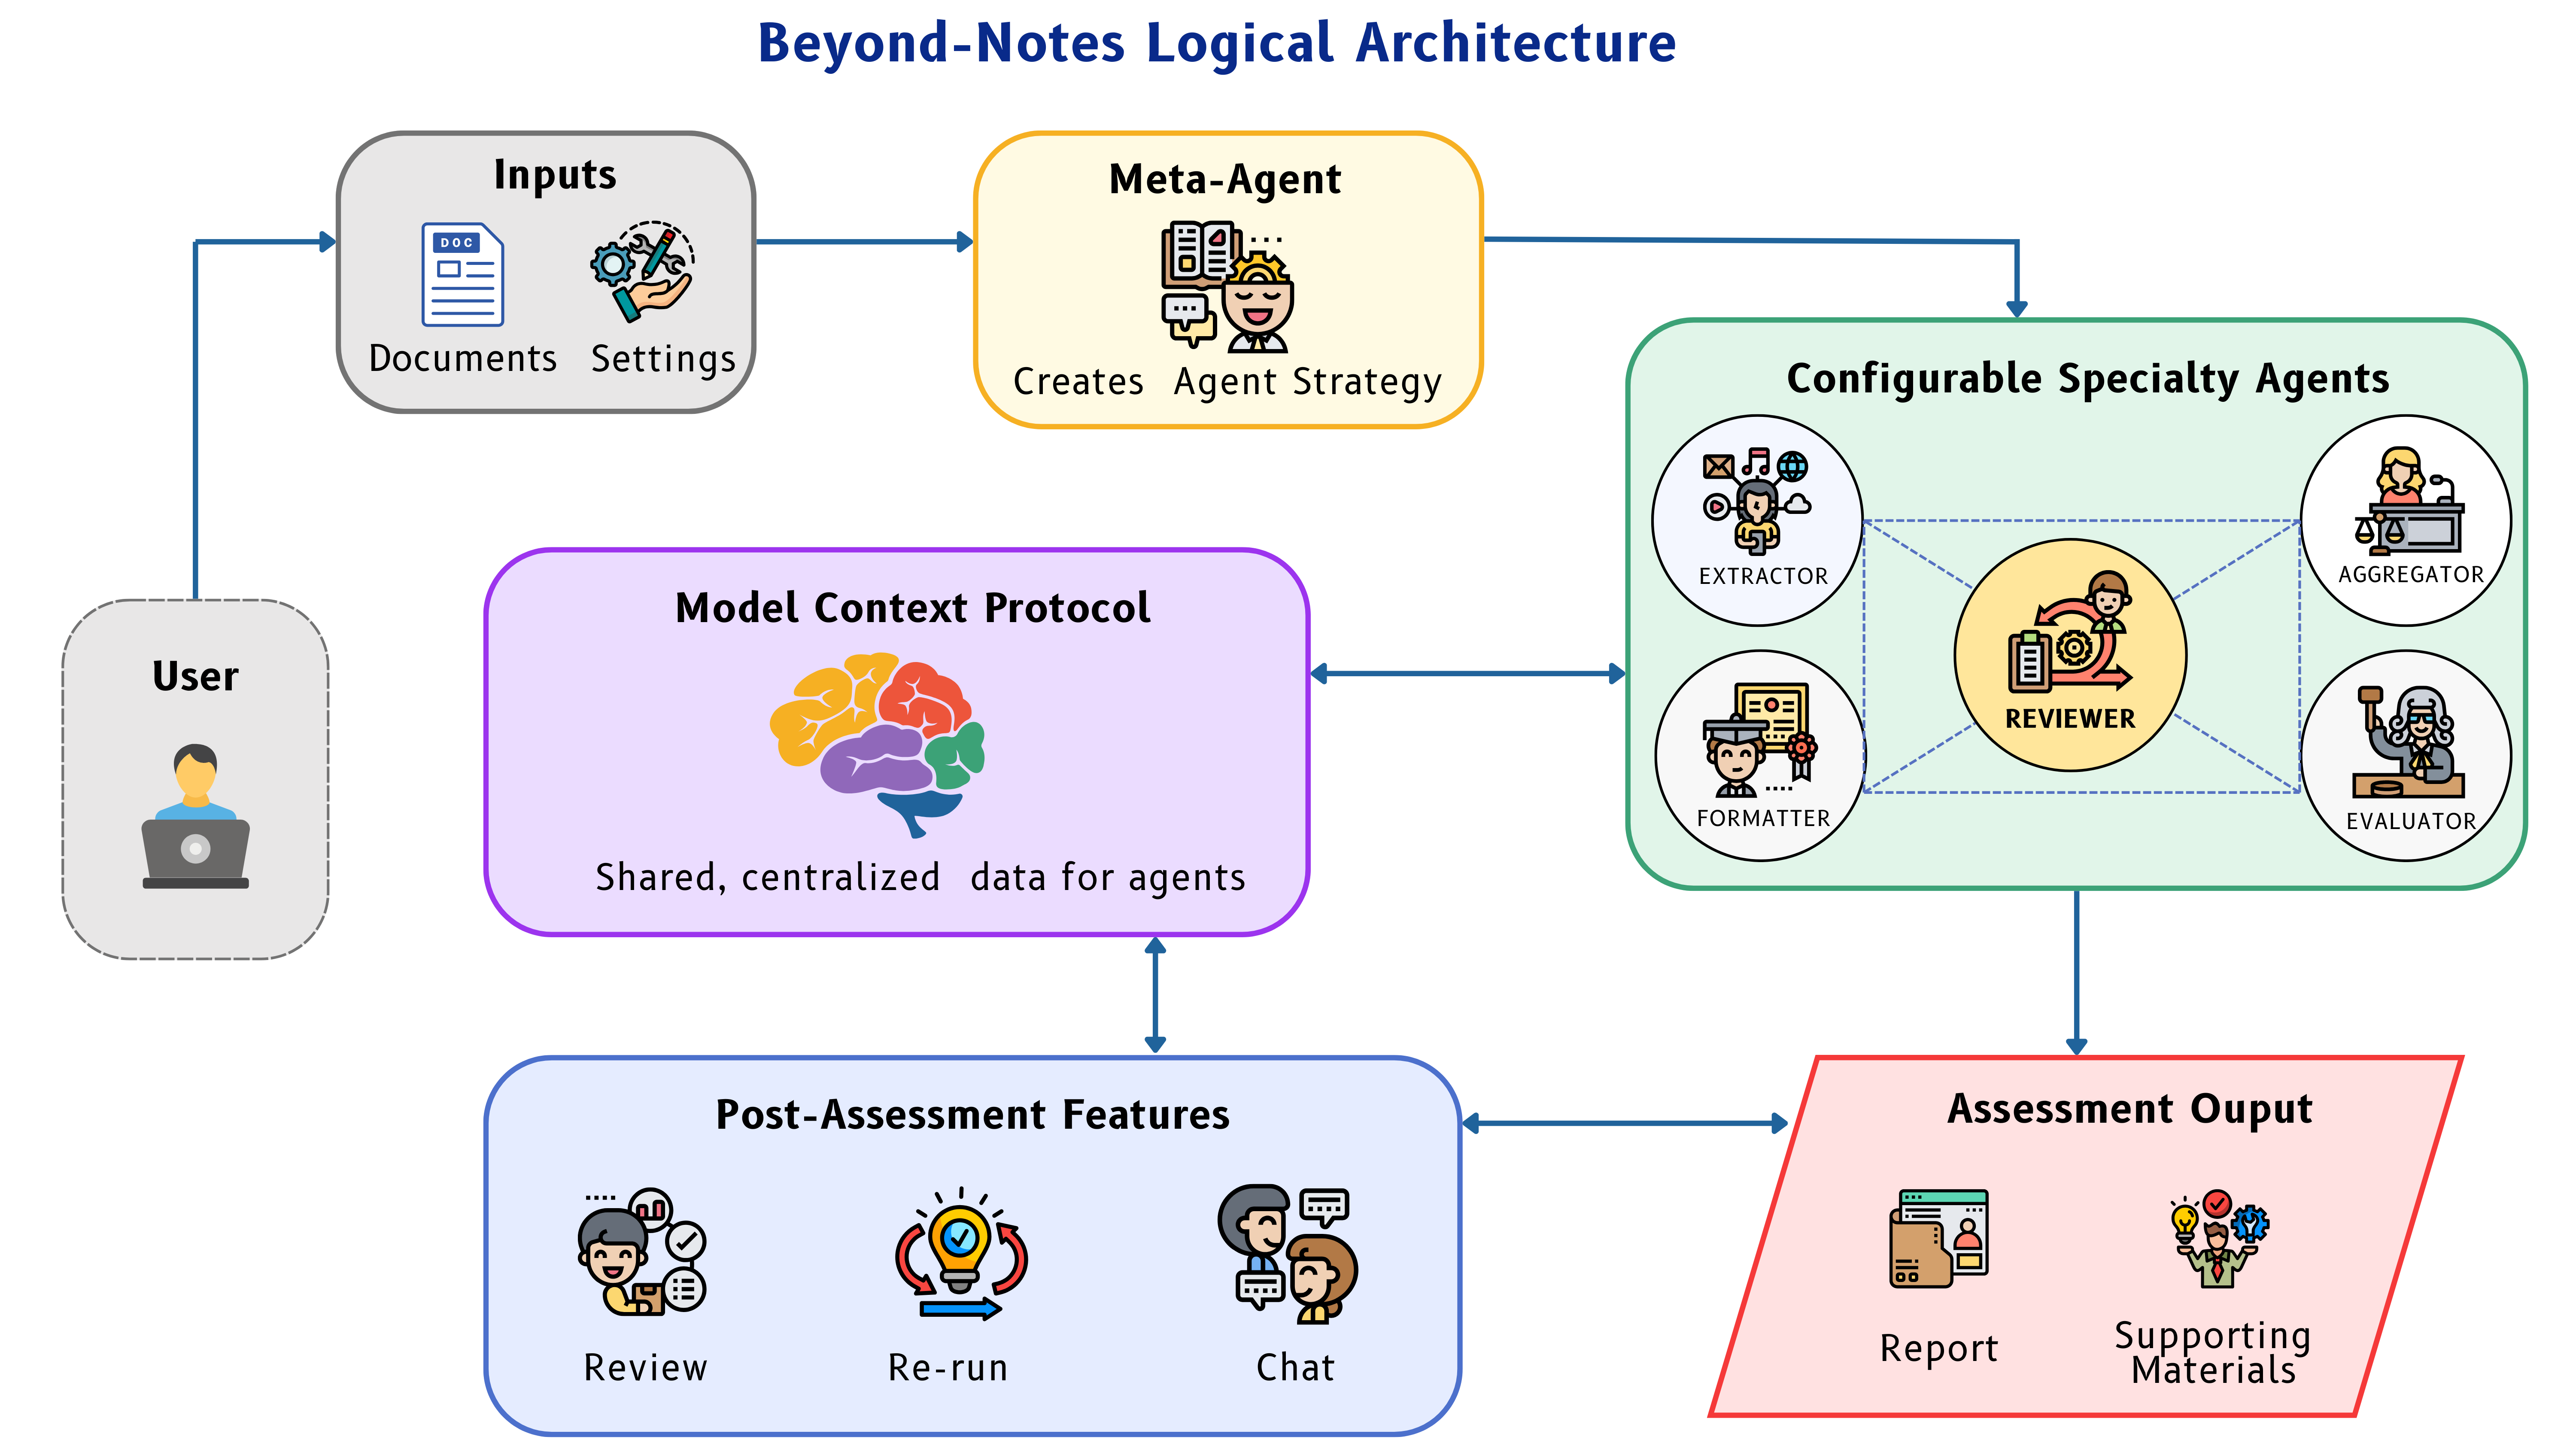 Beyond-Notes Logical Architecture
Inputs
DOC
Documents
Settings
Meta-Agent
Creates Agent Strategy
Configurable Specialty Agents
EXTRACTOR
AGGREGATOR
REVIEWER
FORMATTER
EVALUATOR
Model Context Protocol
Shared, centralized data for agents
User
Post-Assessment Features
Review
Re-run
Chat
Assessment Ouput
Report
Supporting
Materials